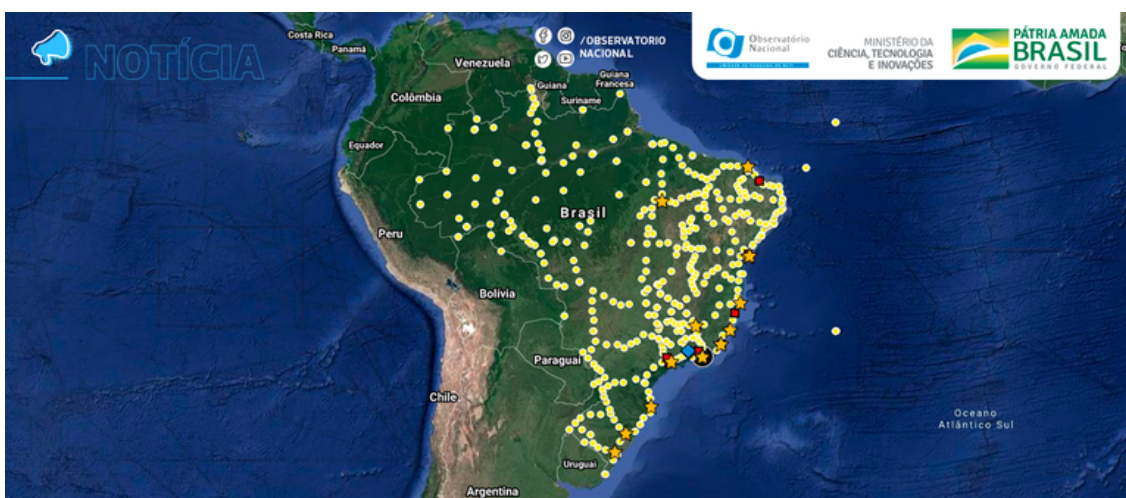 NOTÍCIA
/OBSERVATORIO
NACIONAL
Observatório
Nacional
MINISTÉRIO DA
CIÊNCIA, TECNOLOGIA
E INOVAÇÕES
PÁTRIA AMADA
BRASIL
GOVERNO FEDERAL
Costa Rica
Panamá
Venezuela
Guiana
Suriname
Guiana
Francesa
Colômbia
Equador
Brasil
Peru
Bolívia
Paraguai
Chile
Oceano
Atlântico Sul
Uruguai
Argentina